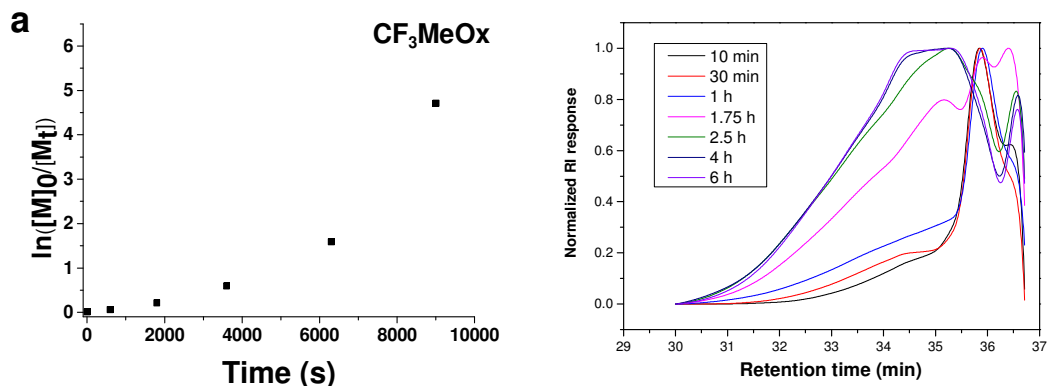 a
CF3MeOx
6
5
4
3
2
1
0
ln([M]0/[Mt])
0 2000 4000 6000 8000 10000
Time (s)
1.0
0.8
0.6
0.4
0.2
0.0
Normalized RI response
10 min
30 min
1 h
1.75 h
2.5 h
4 h
6 h
29 30 31 32 33 34 35 36 37
Retention time (min)